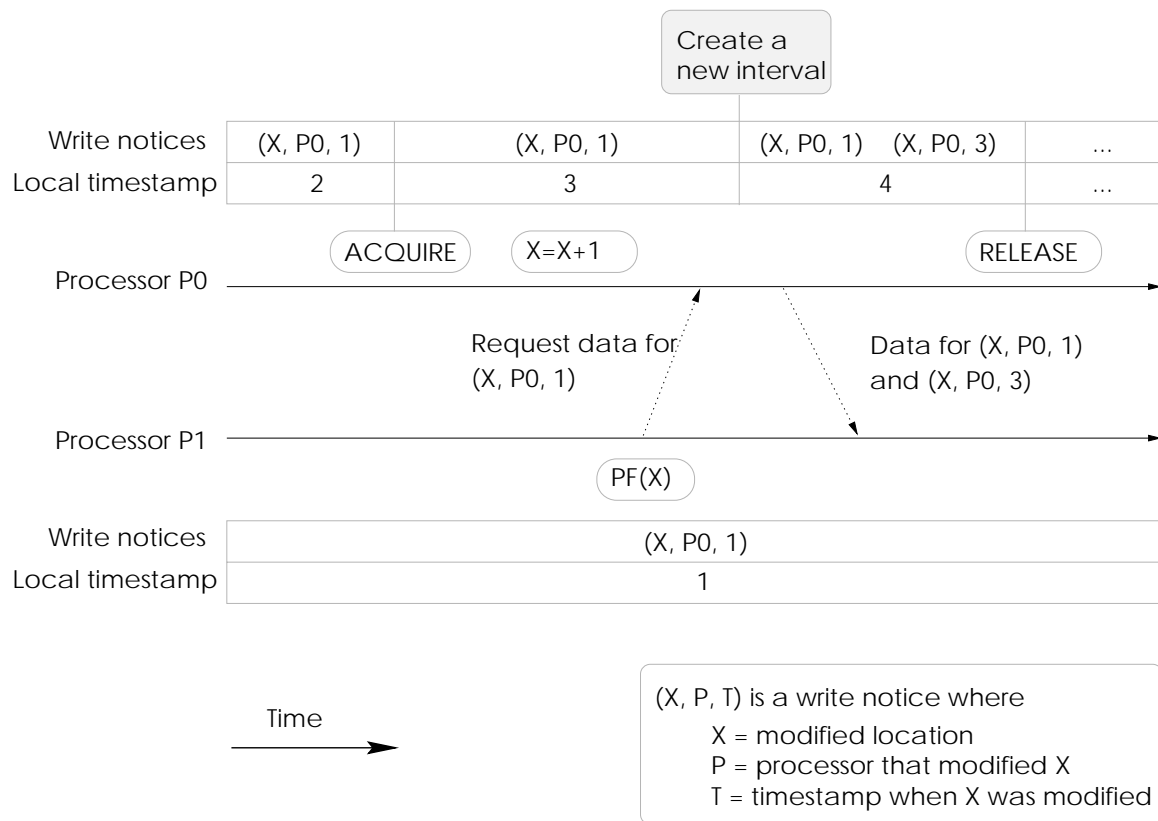 Create a
new interval
Write notices (X, P0, 1) (X, P0, 1) (X, P0, 1) (X, P0, 3) ...
Local timestamp 2 3 4 ...
ACQUIRE X=X+1 RELEASE
Processor P0
Request data for
(X, P0, 1)
Data for (X, P0, 1)
and (X, P0, 3)
Processor P1
PF(X)
Write notices (X, P0, 1)
Local timestamp 1
Time
(X, P, T) is a write notice where
X = modified location
P = processor that modified X
T = timestamp when X was modified